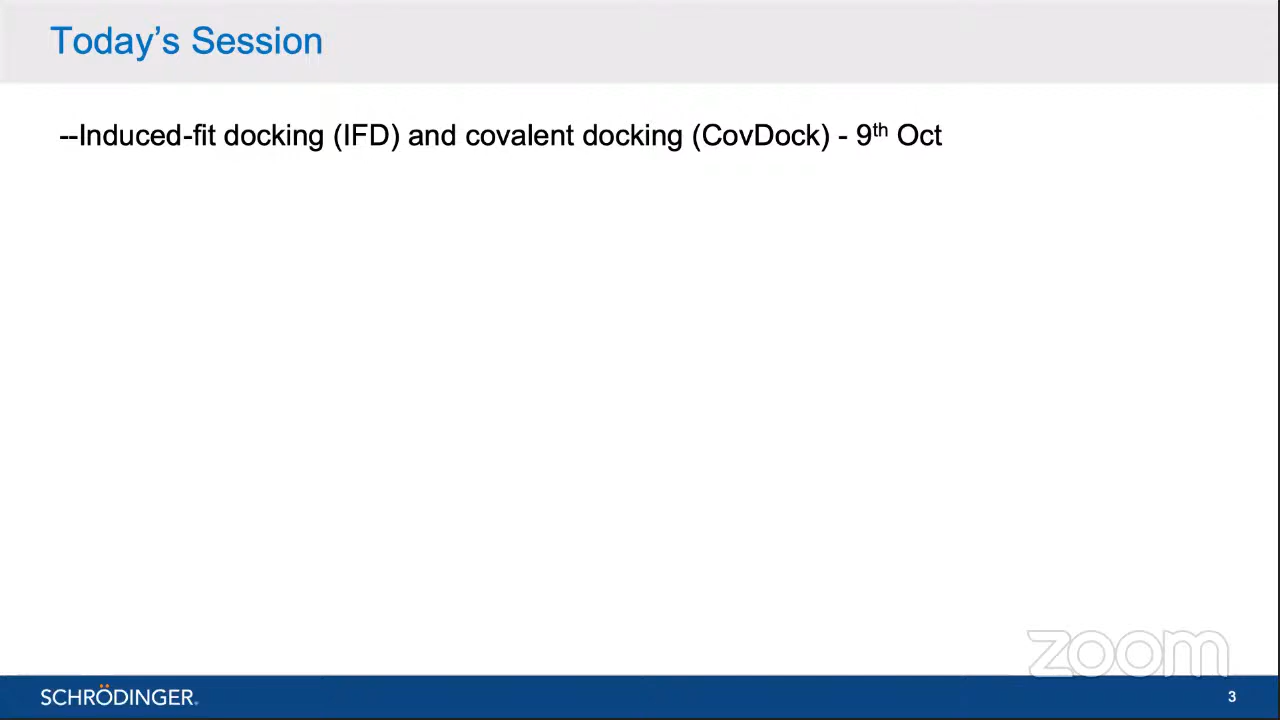 Today’s Session
--Induced-fit docking (IFD) and covalent docking (CovDock) - 9th Oct
zoom
SCHRÖDINGER.
3